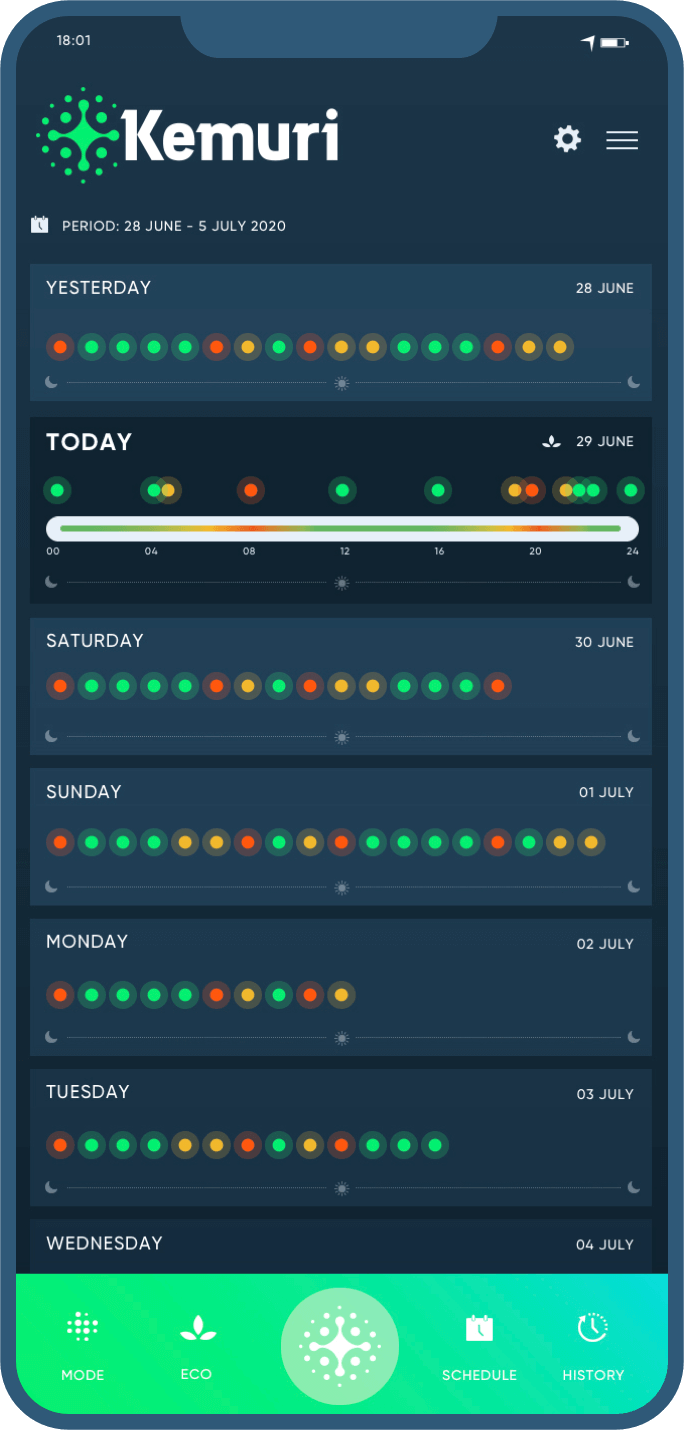 18:01
Kemuri
PERIOD: 28 JUNE - 5 JULY 2020
YESTERDAY 28 JUNE
TODAY 29 JUNE
00 04 08 12 16 20 24
SATURDAY 30 JUNE
SUNDAY 01 JULY
MONDAY 02 JULY
TUESDAY 03 JULY
WEDNESDAY 04 JULY
MODE ECO SCHEDULE HISTORY